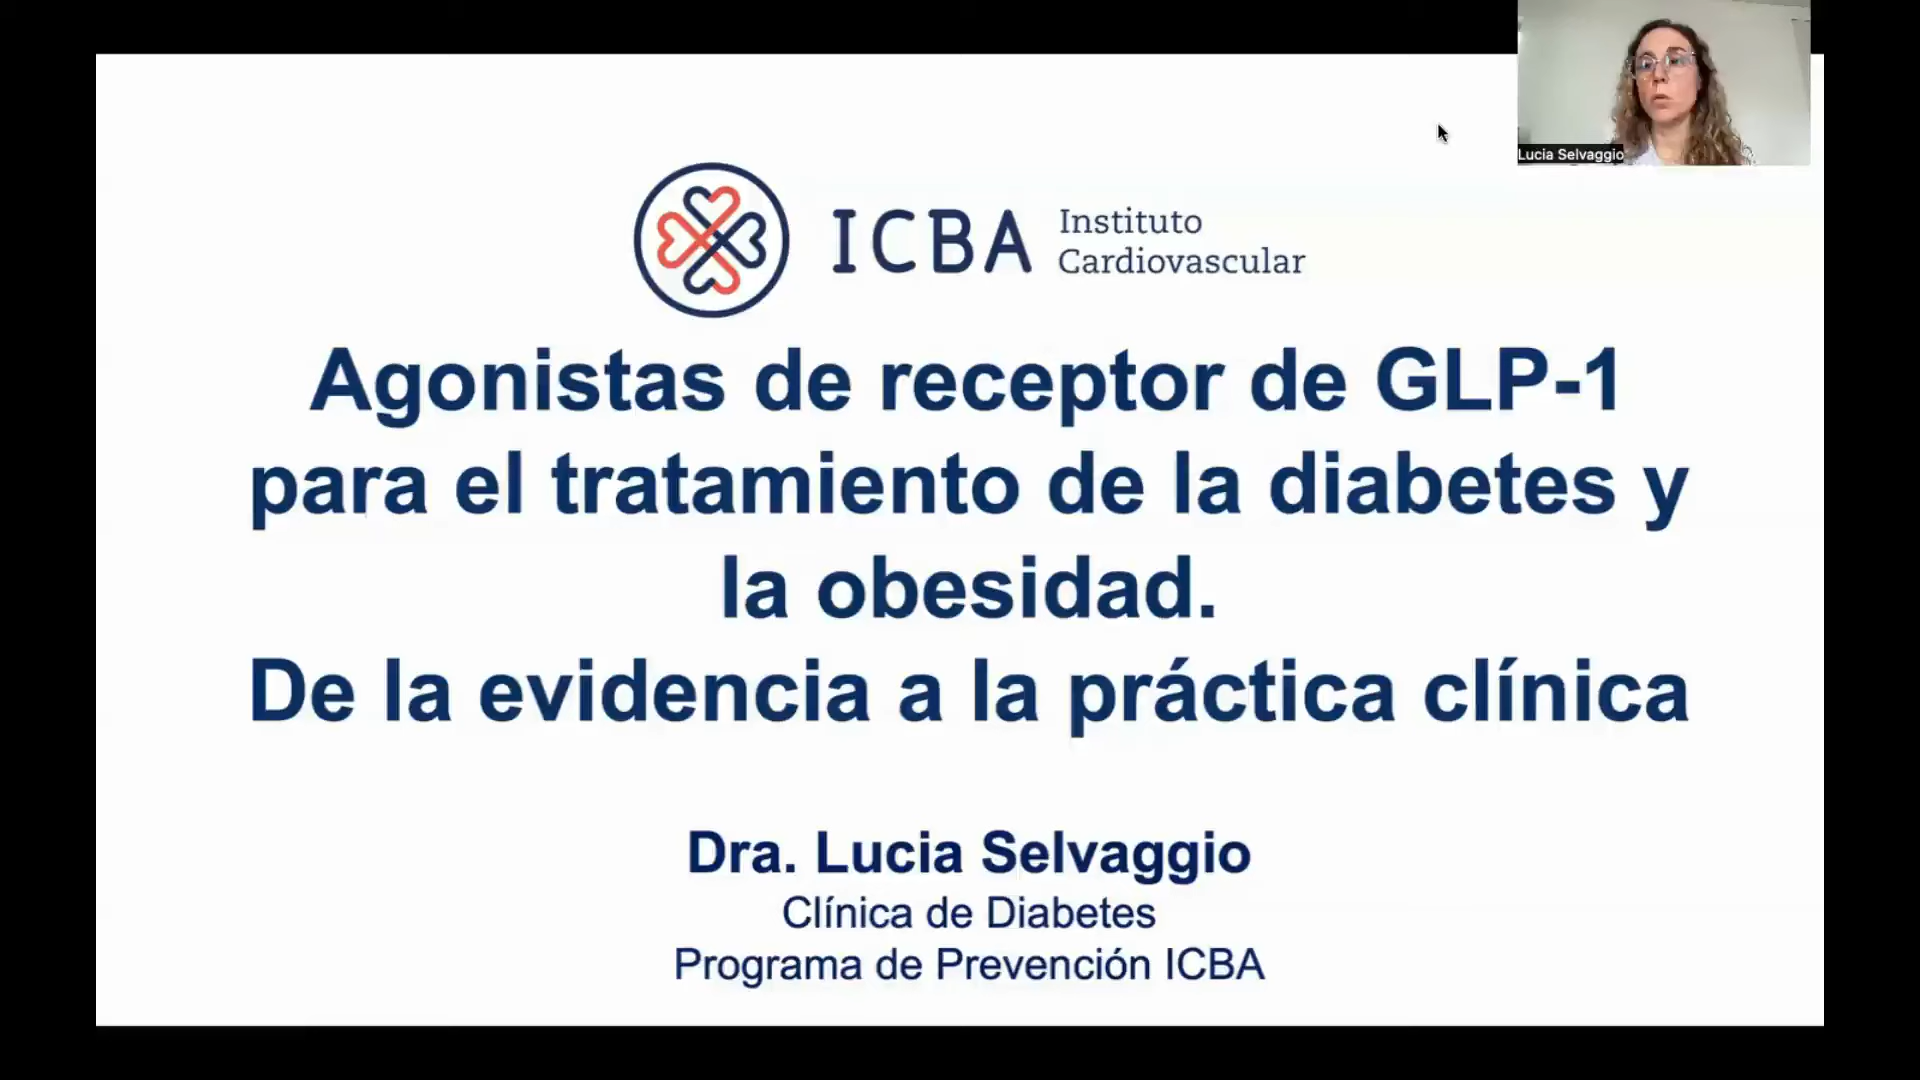 Lucia Selvaggio
ICBA
Instituto
Cardiovascular
Agonistas de receptor de GLP-1
para el tratamiento de la diabetes y
la obesidad.
De la evidencia a la práctica clínica
Dra. Lucia Selvaggio
Clínica de Diabetes
Programa de Prevención ICBA